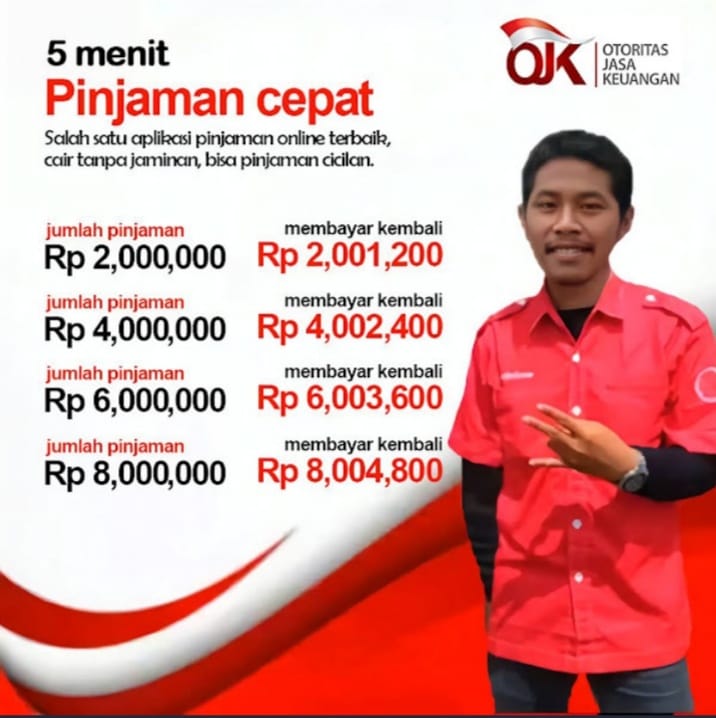 5 menit
Pinjaman cepat
Salah satu aplikasi pinjaman online terbaik,
cair tanpa jaminan, bisa pinjaman cicilan.
OJK
OTORITAS
JASA
KEUANGAN
jumlah pinjaman membayar kembali
Rp 2,000,000 Rp 2,001,200
jumlah pinjaman membayar kembali
Rp 4,000,000 Rp 4,002,400
jumlah pinjaman membayar kembali
Rp 6,000,000 Rp 6,003,600
jumlah pinjaman membayar kembali
Rp 8,000,000 Rp 8,004,800